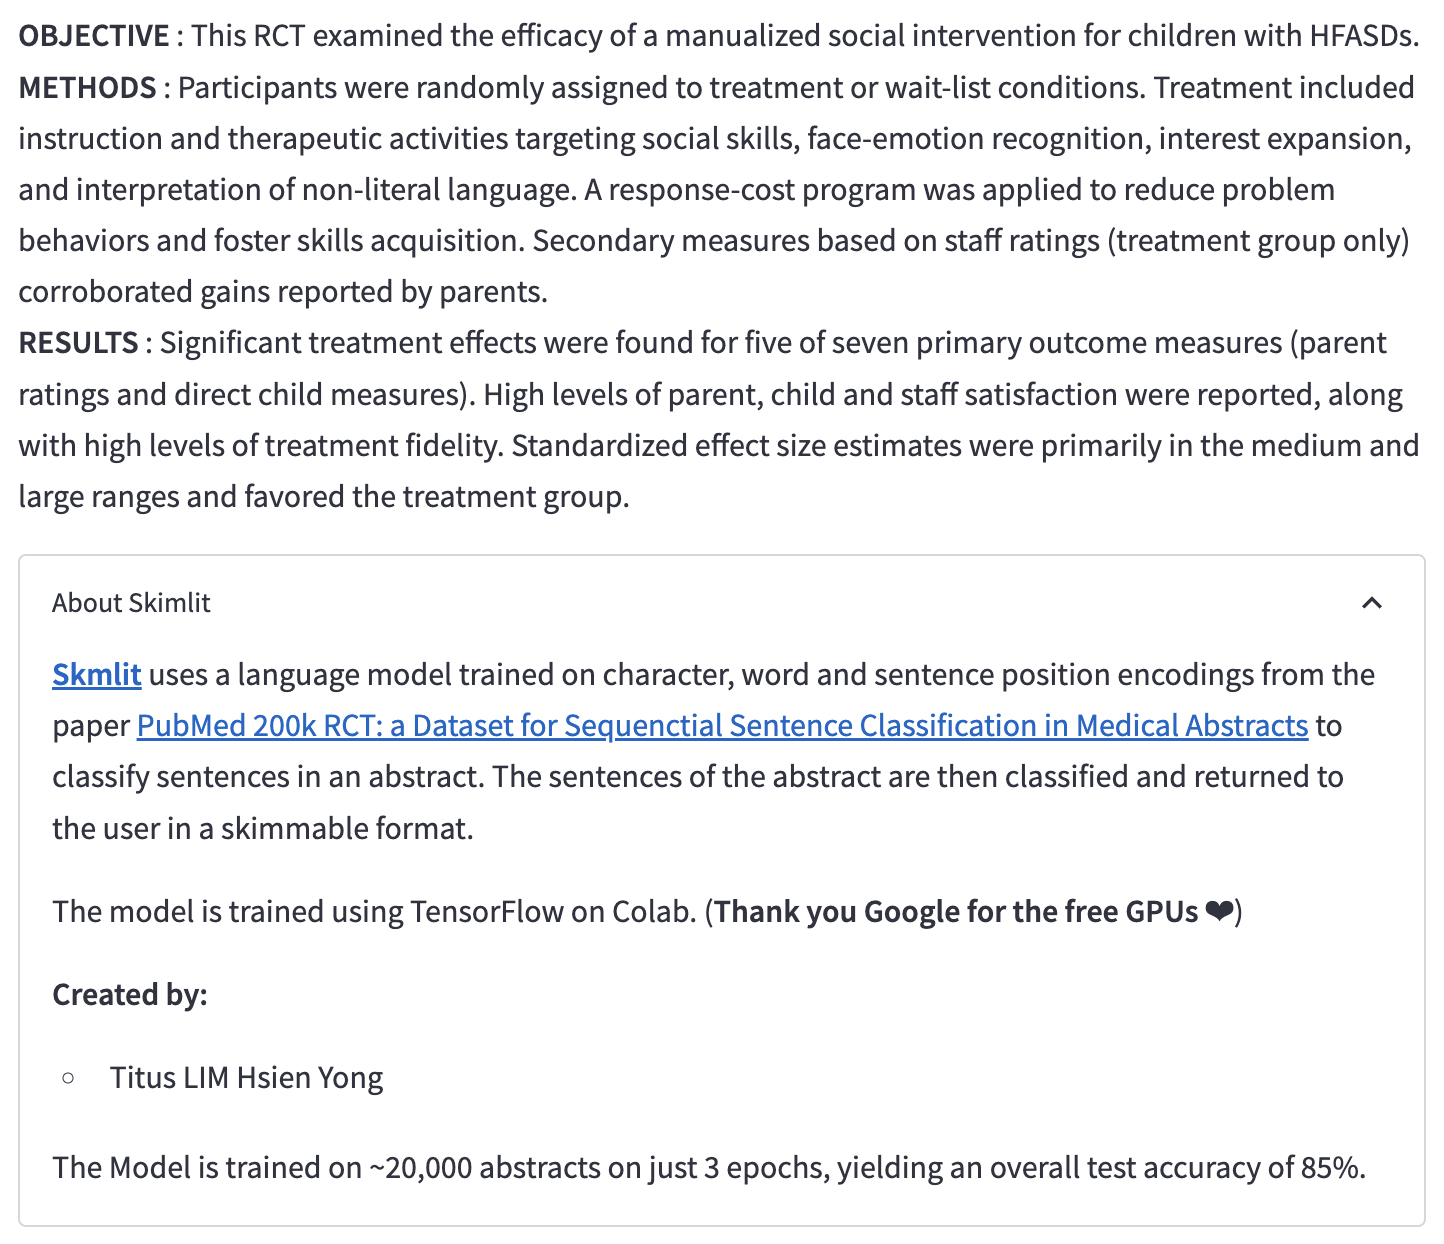 OBJECTIVE : This RCT examined the efficacy of a manualized social intervention for children with HFASDs.
METHODS : Participants were randomly assigned to treatment or wait-list conditions. Treatment included
instruction and therapeutic activities targeting social skills, face-emotion recognition, interest expansion,
and interpretation of non-literal language. A response-cost program was applied to reduce problem
behaviors and foster skills acquisition. Secondary measures based on staff ratings (treatment group only)
corroborated gains reported by parents.
RESULTS : Significant treatment effects were found for five of seven primary outcome measures (parent
ratings and direct child measures). High levels of parent, child and staff satisfaction were reported, along
with high levels of treatment fidelity. Standardized effect size estimates were primarily in the medium and
large ranges and favored the treatment group.
About Skimlit
Skmlit uses a language model trained on character, word and sentence position encodings from the
paper PubMed 200k RCT: a Dataset for Sequenctial Sentence Classification in Medical Abstracts to
classify sentences in an abstract. The sentences of the abstract are then classified and returned to
the user in a skimmable format.
The model is trained using TensorFlow on Colab. (Thank you Google for the free GPUs ❤)
Created by:
○ Titus LIM Hsien Yong
The Model is trained on ~20,000 abstracts on just 3 epochs, yielding an overall test accuracy of 85%.